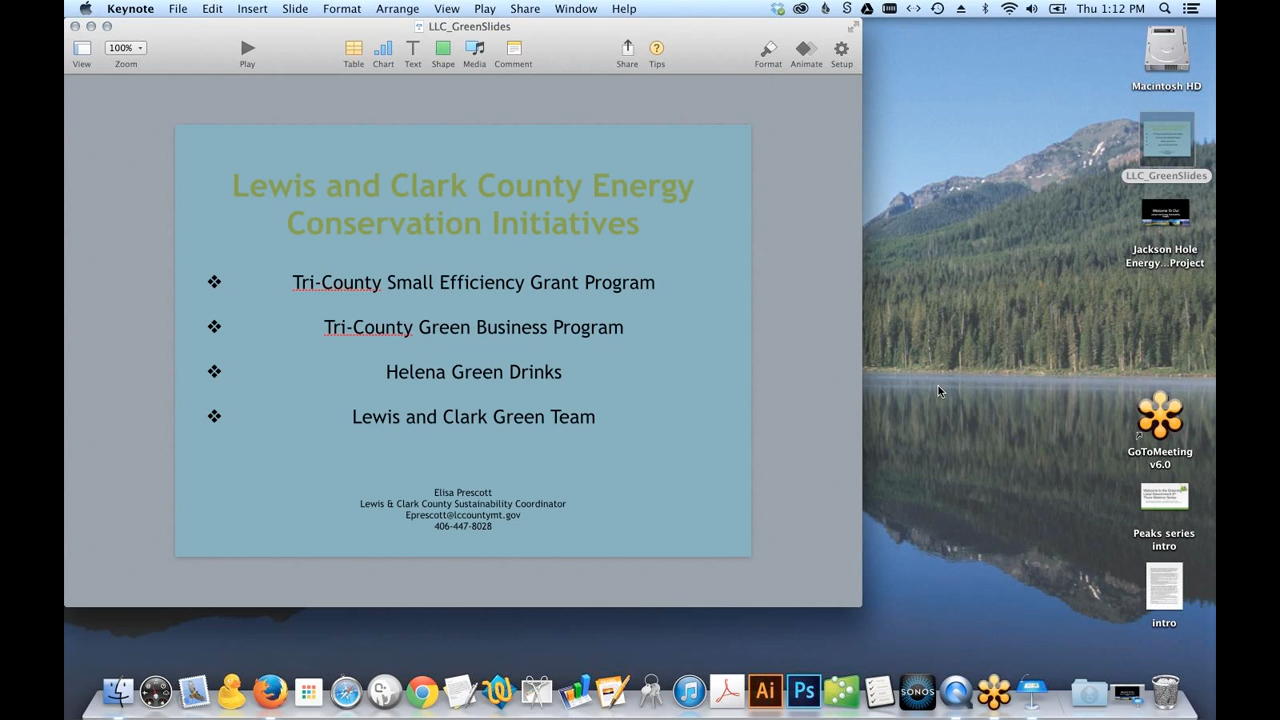 Keynote File Edit Insert Slide Format Arrange View Play Share Window Help
Thu 1:12 PM
LLC_GreenSlides
100%
View Zoom Play Table Chart Text Shape Media Comment Share Tips Format Animate Setup
Lewis and Clark County Energy
Conservation Initiatives
❖ Tri-County Small Efficiency Grant Program
❖ Tri-County Green Business Program
❖ Helena Green Drinks
❖ Lewis and Clark Green Team
Elisa Prescott
Lewis & Clark County Sustainability Coordinator
Eprescott@lccountymt.gov
406-447-8028
Macintosh HD
LLC_GreenSlides
Jackson Hole
Energy...Project
GoToMeeting
v6.0
Peaks series
intro
intro
Ai
Ps
SONOS